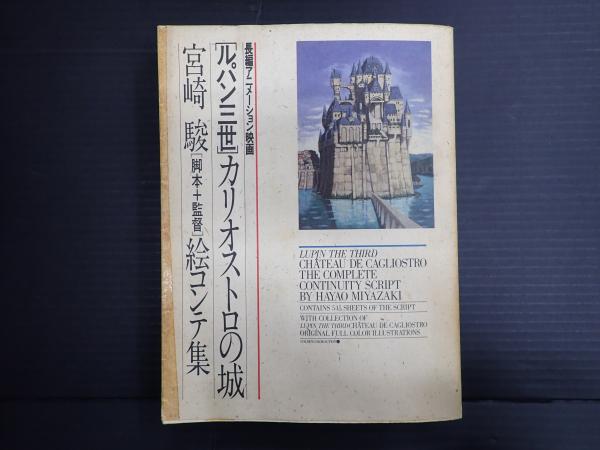 長編アニメーション映画
[ルパン三世]カリオストロの城
宮崎 駿[脚本+監督]絵コンテ集
LUPIN THE THIRD
CHÂTEAU DE CAGLIOSTRO
THE COMPLETE
CONTINUITY SCRIPT
BY HAYAO MIYAZAKI
CONTAINS 545 SHEETS OF THE SCRIPT
WITH COLLECTION OF
LUPIN THE THIRD CHÂTEAU DE CAGLIOSTRO
ORIGINAL FULL COLOR ILLUSTRATIONS